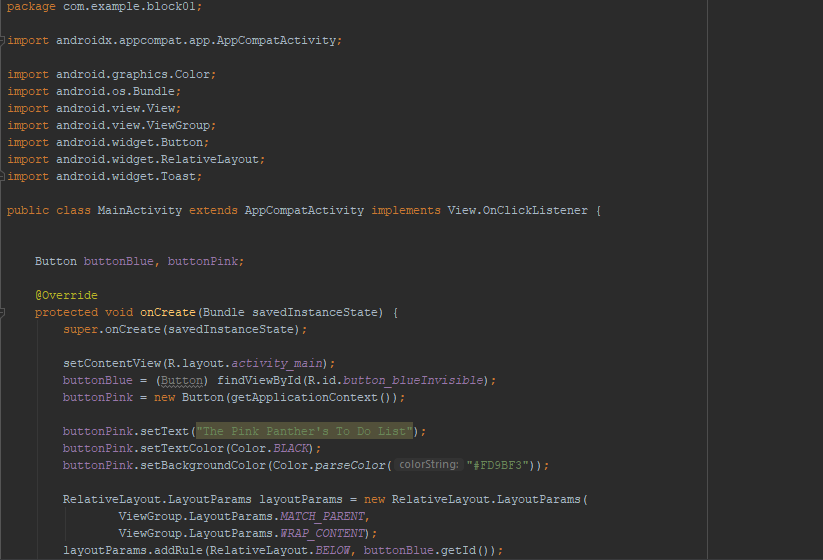 package com.example.block01;
import androidx.appcompat.app.AppCompatActivity;
import android.graphics.Color;
import android.os.Bundle;
import android.view.View;
import android.view.ViewGroup;
import android.widget.Button;
import android.widget.RelativeLayout;
import android.widget.Toast;
public class MainActivity extends AppCompatActivity implements View.OnClickListener {
Button buttonBlue, buttonPink;
@Override
protected void onCreate(Bundle savedInstanceState) {
super.onCreate(savedInstanceState);
setContentView(R.layout.activity_main);
buttonBlue = (Button) findViewById(R.id.button_blueInvisible);
buttonPink = new Button(getApplicationContext());
buttonPink.setText("The Pink Panther's To Do List");
buttonPink.setTextColor(Color.BLACK);
buttonPink.setBackgroundColor(Color.parseColor( colorString: "#FD9BF3"));
RelativeLayout.LayoutParams layoutParams = new RelativeLayout.LayoutParams(
ViewGroup.LayoutParams.MATCH_PARENT,
ViewGroup.LayoutParams.WRAP_CONTENT);
layoutParams.addRule(RelativeLayout.BELOW, buttonBlue.getId());